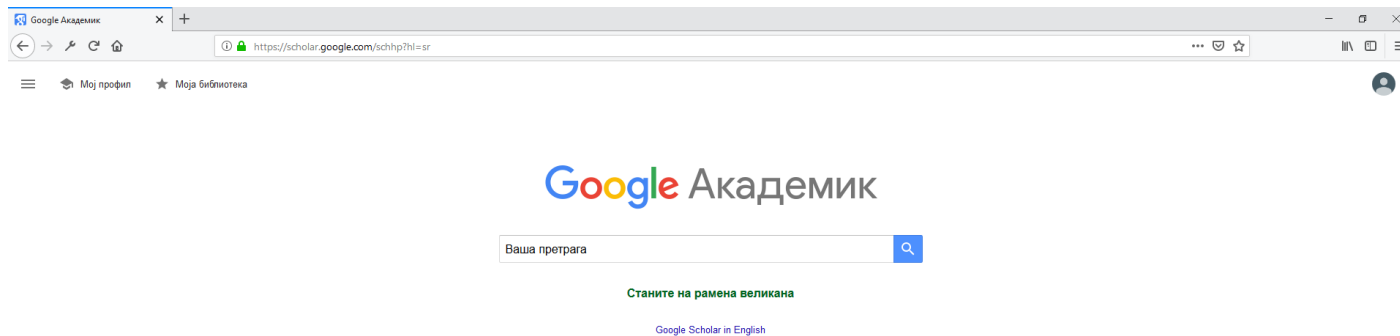 Google Академик
https://scholar.google.com/schhp?hl=sr
Мој профил Моја библиотека
Google Академик
Ваша претрага
Станите на рамена великана
Google Scholar in English